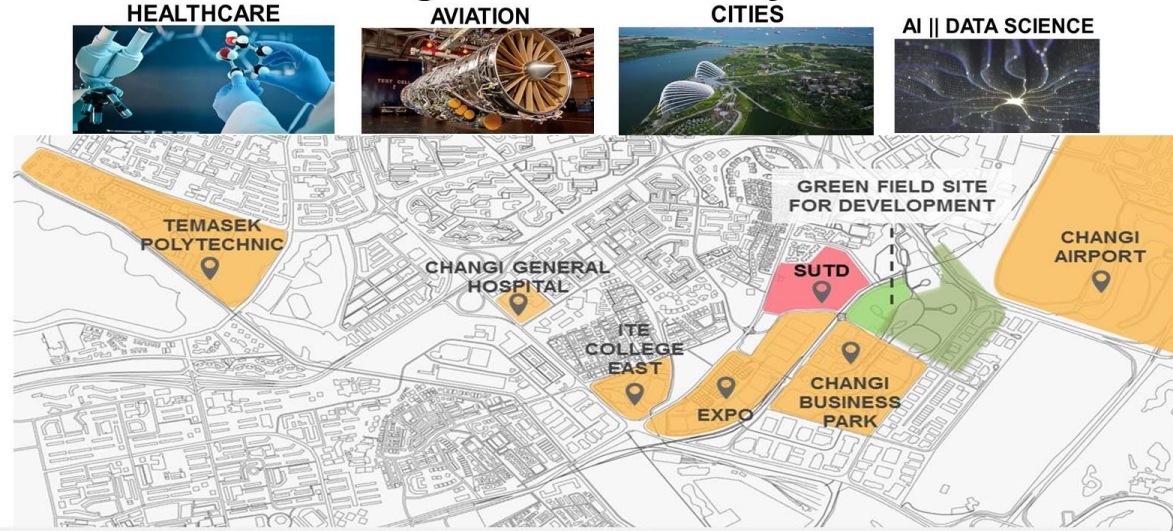 HEALTHCARE
AVIATION
CITIES
AI || DATA SCIENCE
GREEN FIELD SITE
FOR DEVELOPMENT
TEMASEK
POLYTECHNIC
CHANGI
AIRPORT
CHANGI GENERAL
HOSPITAL
SUTD
ITE
COLLEGE
EAST
EXPO
CHANGI
BUSINESS
PARK